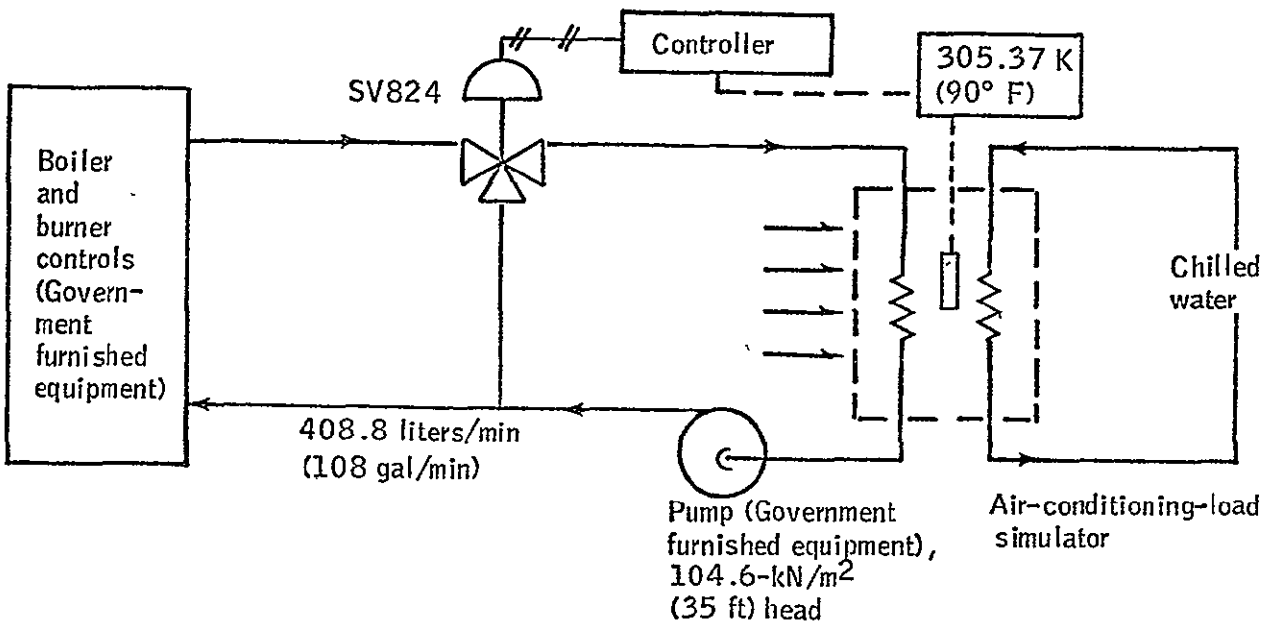 Controller
305.37 K
(90° F)
SV824
Boiler
and
burner
controls
(Govern-
ment
furnished
equipment)
Chilled
water
408.8 liters/min
(108 gal/min)
Pump (Government
furnished equipment),
104.6-kN/m²
(35 ft) head
Air-conditioning-load
simulator